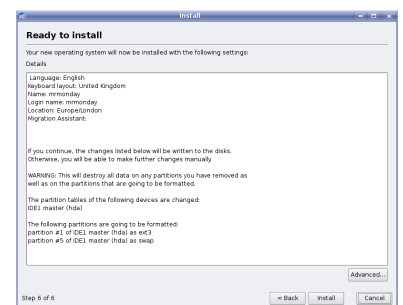 Install
Ready to install
Your new operating system will now be installed with the following settings:
Details
Language: English
Keyboard layout: United Kingdom
Name: mrmonday
Login name: mrmonday
Location: Europe/London
Migration Assistant:
If you continue, the changes listed below will be written to the disks.
Otherwise, you will be able to make further changes manually.
WARNING: This will destroy all data on any partitions you have removed as
well as on the partitions that are going to be formatted.
The partition tables of the following devices are changed:
IDE1 master (hda)
The following partitions are going to be formatted:
partition #1 of IDE1 master (hda) as ext3
partition #5 of IDE1 master (hda) as swap
Advanced...
Step 6 of 6
< Back
Install
Cancel